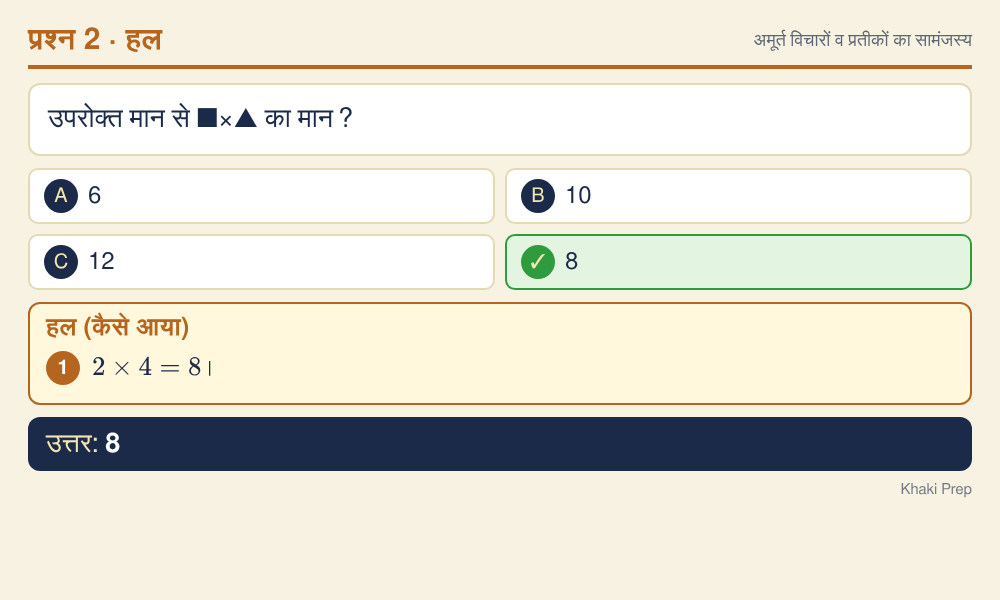 प्रश्न 2 · हल
अमूर्त विचारों व प्रतीकों का सामंजस्य
उपरोक्त मान से ■×▲ का मान ?
A 6
B 10
C 12
✓ 8
हल (कैसे आया)
1 2 × 4 = 8।
उत्तर: 8
Khaki Prep